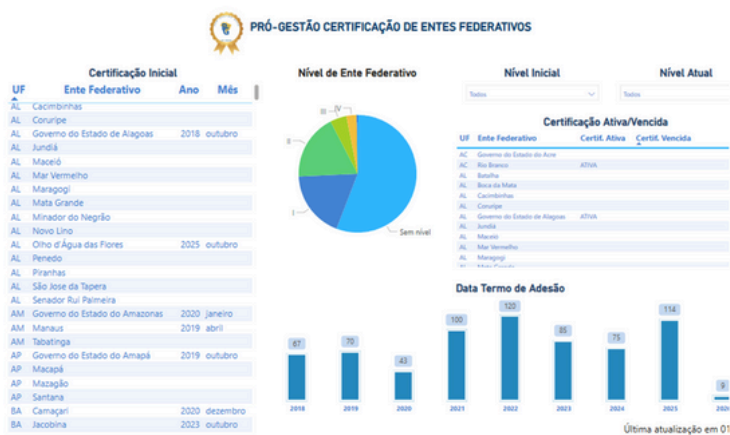 PRÓ-GESTÃO CERTIFICAÇÃO DE ENTES FEDERATIVOS
Certificação Inicial
UF Ente Federativo Ano Mês
AL Cacimbinhas
AL Coruripe
AL Governo do Estado de Alagoas 2018 outubro
AL Jundiá
AL Maceió
AL Mar Vermelho
AL Maragogi
AL Mata Grande
AL Minador do Negrão
AL Novo Lino
AL Olho d'Água das Flores 2025 outubro
AL Penedo
AL Piranhas
AL São Jose da Tapera
AL Senador Rui Palmeira
AM Governo do Estado do Amazonas 2020 janeiro
AM Manaus 2019 abril
AM Tabatinga
AP Governo do Estado do Amapá 2019 outubro
AP Macapá
AP Mazagão
AP Santana
BA Camaçari 2020 dezembro
BA Jacobina 2023 outubro
Nível de Ente Federativo
III
IV
II
I
Sem nível
Nível Inicial
Todos
Nível Atual
Todos
Certificação Ativa/Vencida
UF Ente Federativo Certif. Ativa Certif. Vencida
AC Governo do Estado do Acre
AC Rio Branco ATIVA
AL Batalha
AL Boca da Mata
AL Cacimbinhas
AL Coruripe
AL Governo do Estado de Alagoas ATIVA
AL Jundiá
AL Maceió
AL Mar Vermelho
AL Maragogi
AL Mata Grande
Data Termo de Adesão
67 70 43 100 120 85 75 114 9
2018 2019 2020 2021 2022 2023 2024 2025 2026
Última atualização em 01